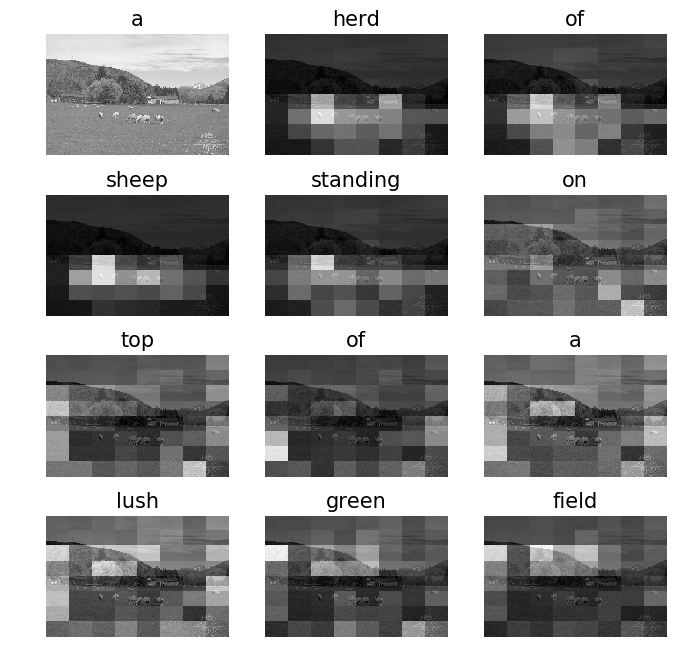 a herd of
sheep standing on
top of a
lush green field